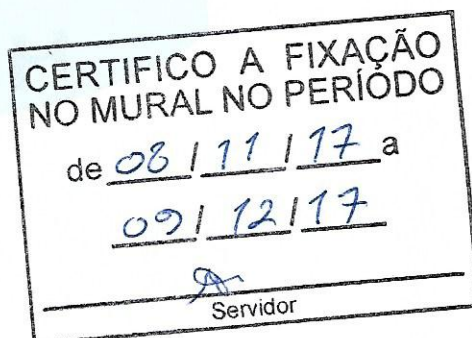 CERTIFICO A FIXAÇÃO
NO MURAL NO PERÍODO
de 08 / 11 / 17 a
09 / 12 / 17
Servidor